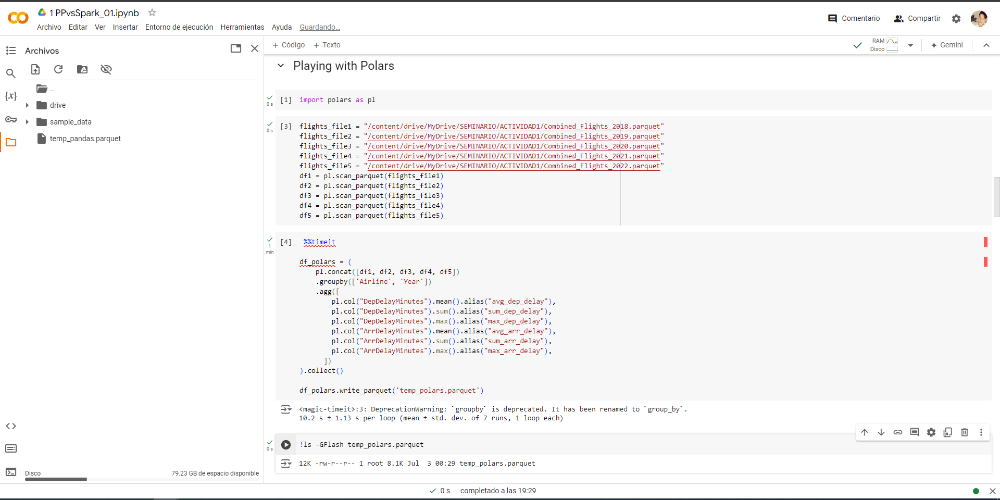 1 PPvsSpark_01.ipynb
Archivo Editar Ver Insertar Entorno de ejecución Herramientas Ayuda Guardando...
Comentario Compartir
Archivos
+ Código + Texto
RAM
Disco
Gemini
..
drive
sample_data
temp_pandas.parquet
{x}
Playing with Polars
0 s
[1] import polars as pl
0 s
[3] flights_file1 = "/content/drive/MyDrive/SEMINARIO/ACTIVIDAD1/Combined_Flights_2018.parquet"
flights_file2 = "/content/drive/MyDrive/SEMINARIO/ACTIVIDAD1/Combined_Flights_2019.parquet"
flights_file3 = "/content/drive/MyDrive/SEMINARIO/ACTIVIDAD1/Combined_Flights_2020.parquet"
flights_file4 = "/content/drive/MyDrive/SEMINARIO/ACTIVIDAD1/Combined_Flights_2021.parquet"
flights_file5 = "/content/drive/MyDrive/SEMINARIO/ACTIVIDAD1/Combined_Flights_2022.parquet"
df1 = pl.scan_parquet(flights_file1)
df2 = pl.scan_parquet(flights_file2)
df3 = pl.scan_parquet(flights_file3)
df4 = pl.scan_parquet(flights_file4)
df5 = pl.scan_parquet(flights_file5)
1 min
[4] %%timeit
df_polars = (
pl.concat([df1, df2, df3, df4, df5])
.groupby(['Airline', 'Year'])
.agg([
pl.col("DepDelayMinutes").mean().alias("avg_dep_delay"),
pl.col("DepDelayMinutes").sum().alias("sum_dep_delay"),
pl.col("DepDelayMinutes").max().alias("max_dep_delay"),
pl.col("ArrDelayMinutes").mean().alias("avg_arr_delay"),
pl.col("ArrDelayMinutes").sum().alias("sum_arr_delay"),
pl.col("ArrDelayMinutes").max().alias("max_arr_delay"),
])
).collect()
df_polars.write_parquet('temp_polars.parquet')
<magic-timeit>:3: DeprecationWarning: `groupby` is deprecated. It has been renamed to `group_by`.
10.2 s ± 1.13 s per loop (mean ± std. dev. of 7 runs, 1 loop each)
0 s
!ls -GFlash temp_polars.parquet
12K -rw-r--r-- 1 root 8.1K Jul  3 00:29 temp_polars.parquet
Disco 79.23 GB de espacio disponible
0 s completado a las 19:29